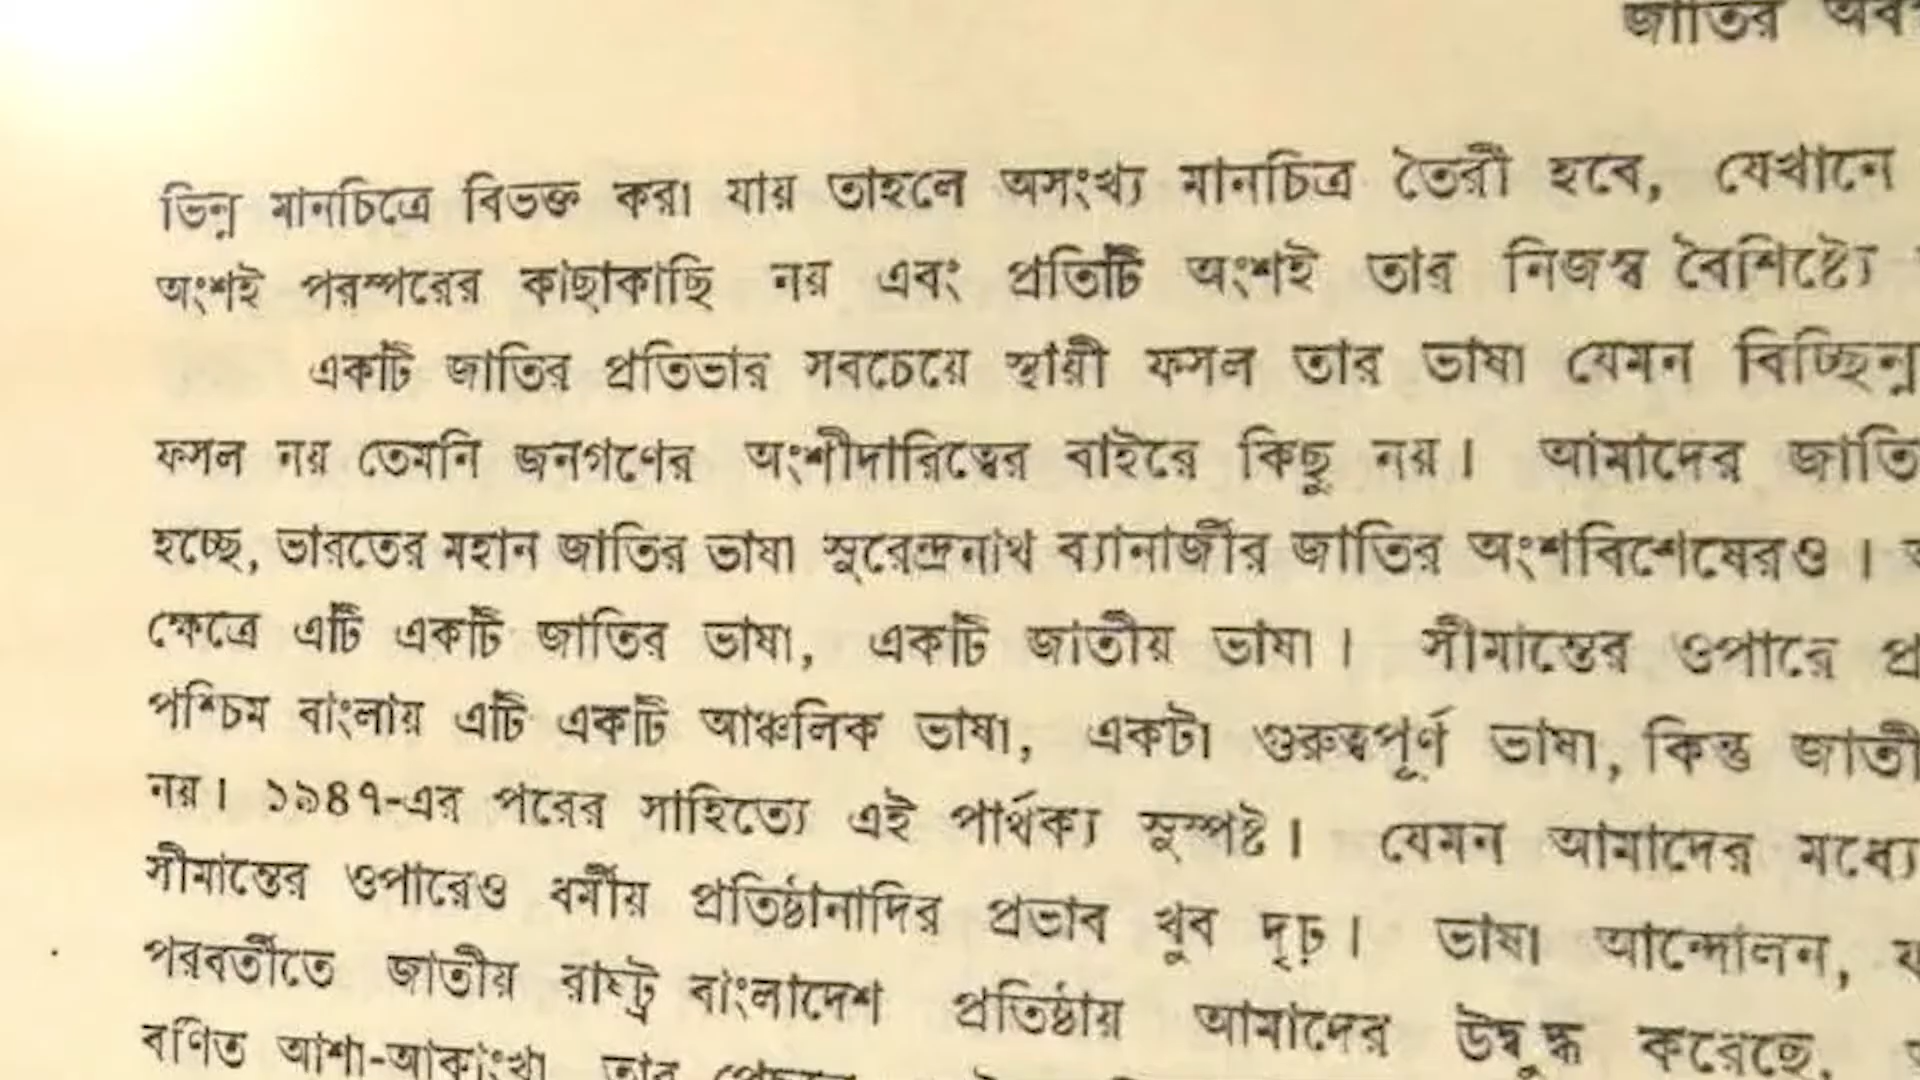 জাতির
ভিন্ন মানচিত্রে বিভক্ত করা যায় তাহলে অসংখ্য মানচিত্র তৈরী হবে, যেখানে
অংশই পরস্পরের কাছাকাছি নয় এবং প্রতিটি অংশই তার নিজস্ব বৈশিষ্ট্যে
একটি জাতির প্রতিভার সবচেয়ে স্থায়ী ফসল তার ভাষা যেমন বিচ্ছিন্ন
ফসল নয় তেমনি জনগণের অংশীদারিত্বের বাইরে কিছু নয়। আমাদের জাতি
হচ্ছে, ভারতের মহান জাতির ভাষা সুরেন্দ্রনাথ ব্যানার্জীর জাতির অংশবিশেষেরও।
ক্ষেত্রে এটি একটি জাতির ভাষা, একটি জাতীয় ভাষা। সীমান্তের ওপারে
পশ্চিম বাংলায় এটি একটি আঞ্চলিক ভাষা, একটা গুরুত্বপূর্ণ ভাষা, কিন্তু জাতী
নয়। ১৯৪৭-এর পরের সাহিত্যে এই পার্থক্য সুস্পষ্ট। যেমন আমাদের মধ্যে
সীমান্তের ওপারেও ধর্মীয় প্রতিষ্ঠানাদির প্রভাব খুব দৃঢ়। ভাষা আন্দোলন,
পরবর্তীতে জাতীয় রাষ্ট্র বাংলাদেশ প্রতিষ্ঠায় আমাদের উদ্বুদ্ধ করেছে,
বর্ণিত আশা-আকাংখা তার